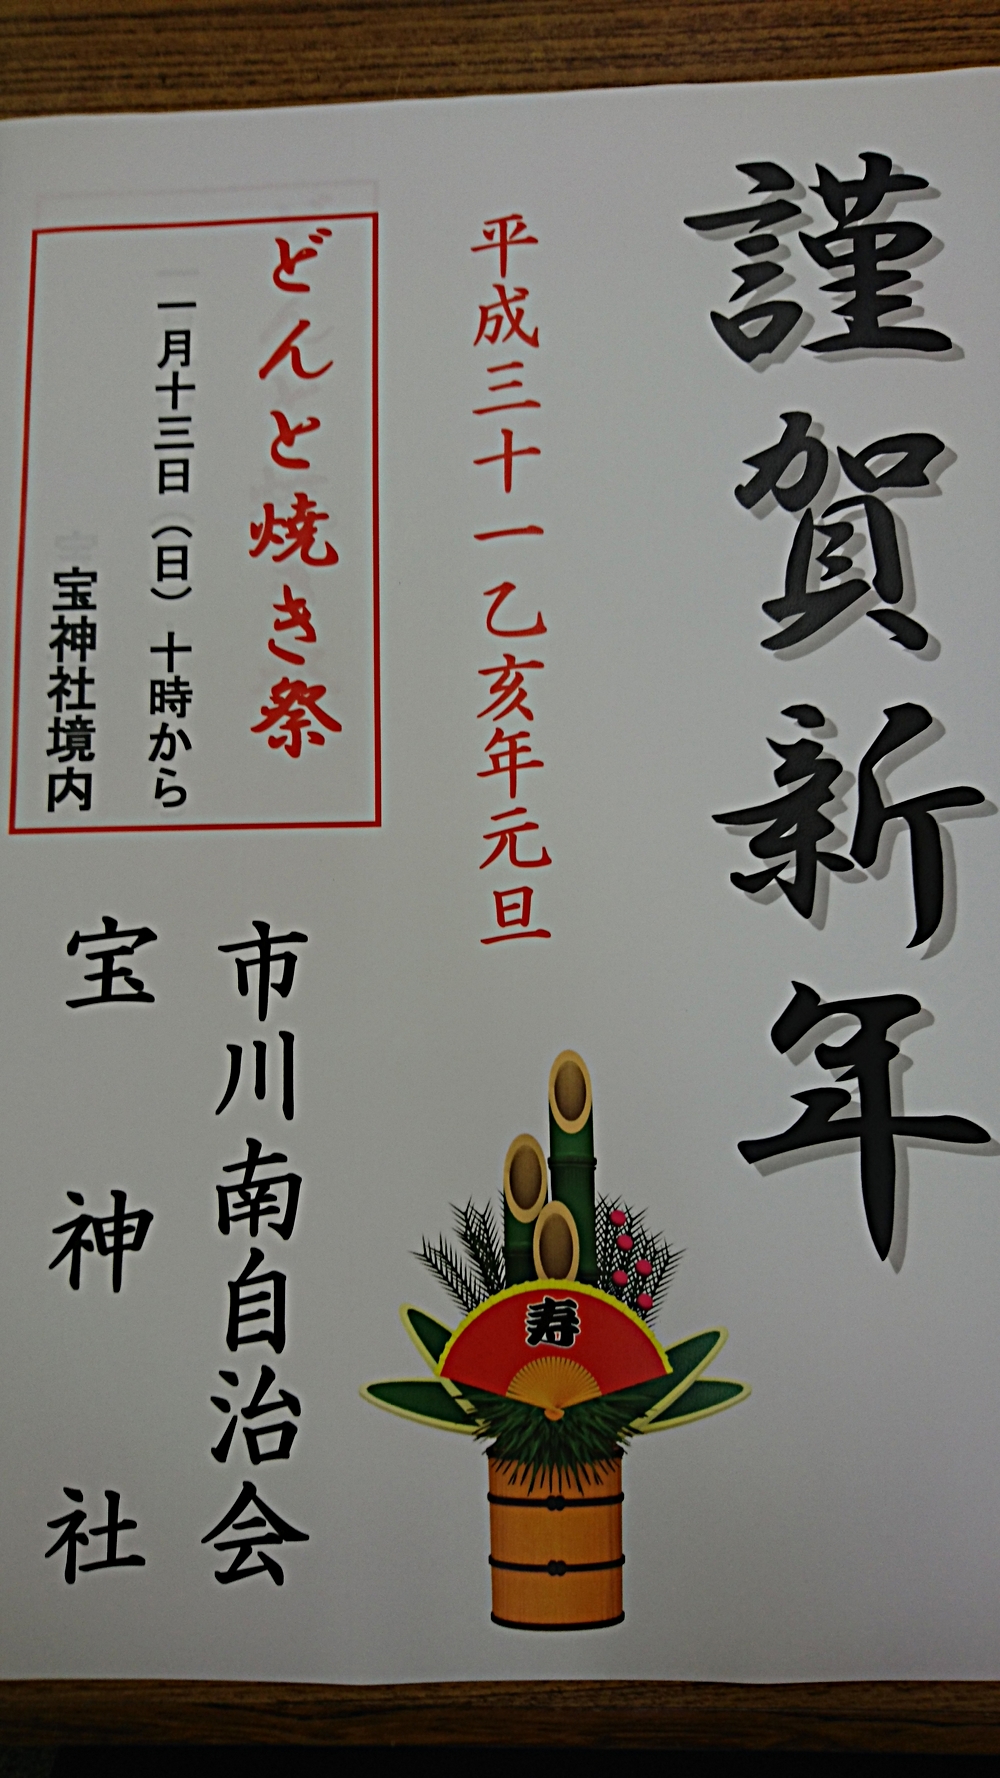 謹賀新年
平成三十一乙亥年元旦
寿
どんと焼き祭
一月十三日（日）十時から
宝神社境内
市川南自治会
宝神社